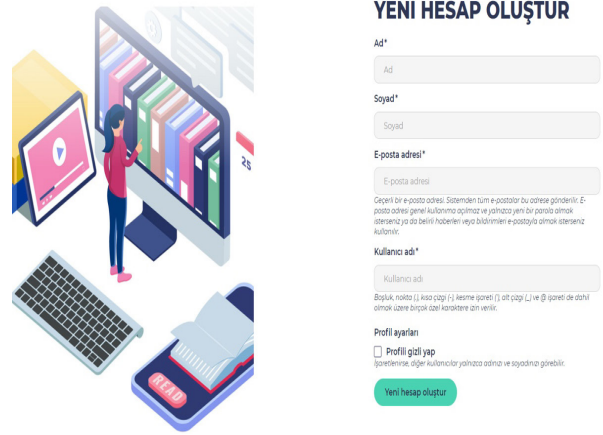 YENİ HESAP OLUŞTUR
Ad*
Ad
Soyad*
Soyad
E-posta adresi*
E-posta adresi
Geçerli bir e-posta adresi. Sistemden tüm e-postalar bu adrese gönderilir. E-
posta adresi genel kullanıma açılmaz ve yalnızca yeni bir parola almak
isterseniz ya da belirli haberleri veya bildirimleri e-postayla almak isterseniz
kullanılır.
Kullanıcı adı*
Kullanıcı adı
Boşluk, nokta (.), kısa çizgi (-), kesme işareti ('), alt çizgi (_) ve @ işareti de dahil
olmak üzere birçok özel karaktere izin verilir.
Profil ayarları
Profili gizli yap
İşaretlenirse, diğer kullanıcılar yalnızca adınızı ve soyadınızı görebilir.
Yeni hesap oluştur
25
READ